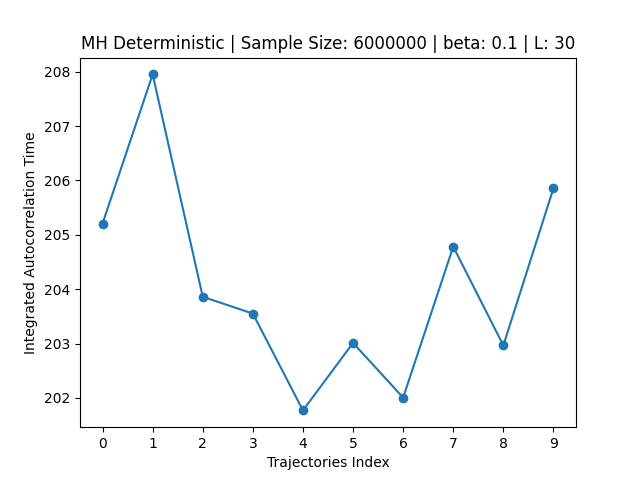 MH Deterministic | Sample Size: 6000000 | beta: 0.1 | L: 30
208
207
206
205
204
203
202
Integrated Autocorrelation Time
0 1 2 3 4 5 6 7 8 9
Trajectories Index